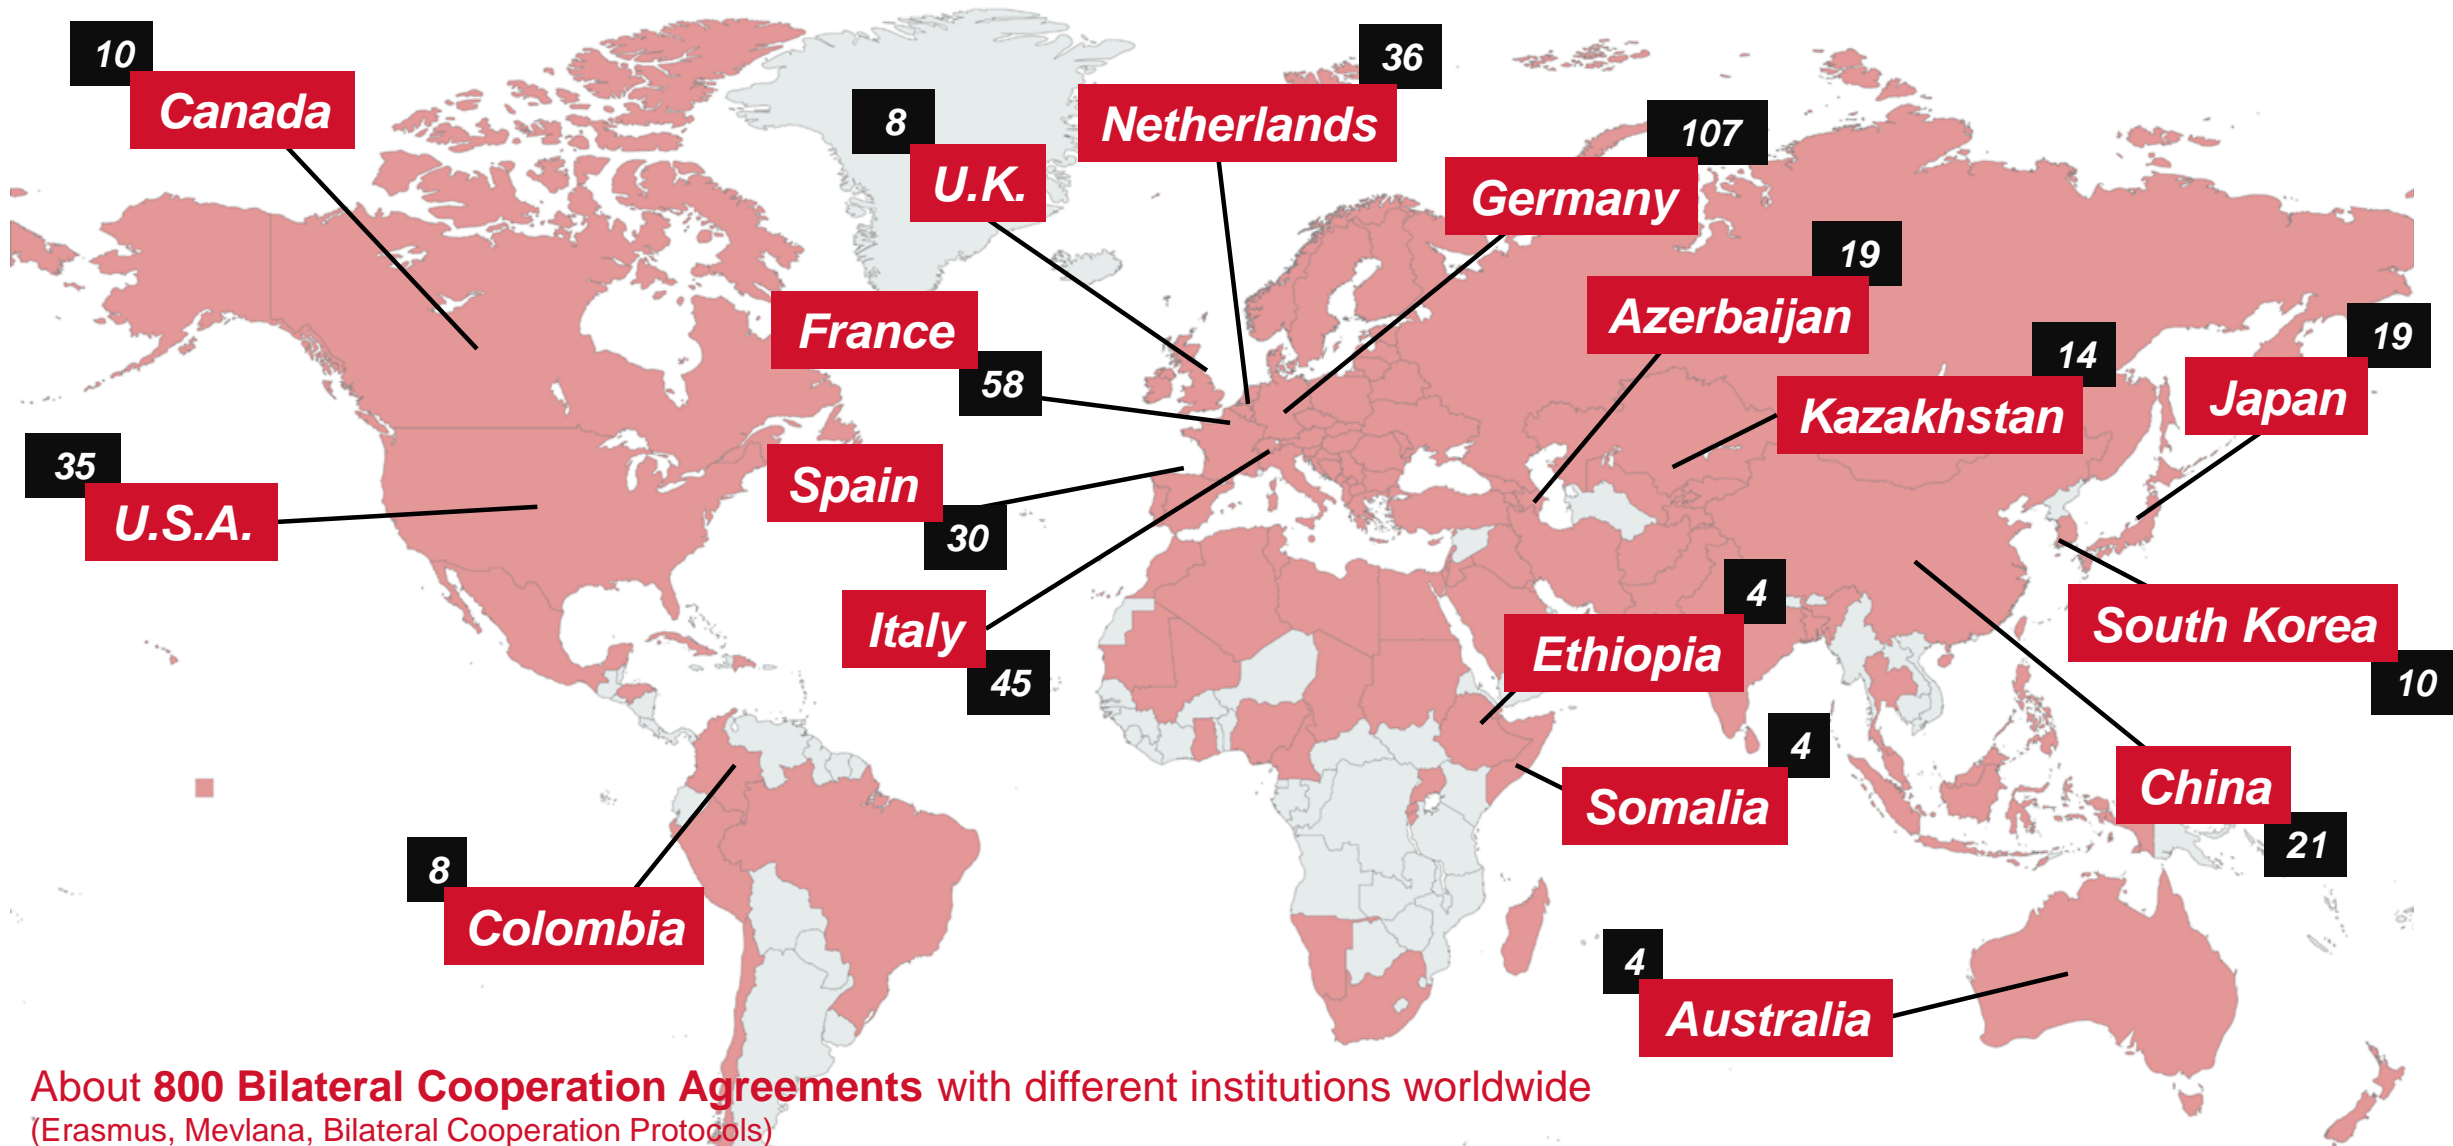 10
Canada
36
Netherlands
8
U.K.
107
Germany
19
Azerbaijan
France
58
14
Kazakhstan
19
Japan
35
U.S.A.
Spain
30
Italy
45
4
Ethiopia
South Korea
10
4
Somalia
China
21
8
Colombia
4
Australia
About 800 Bilateral Cooperation Agreements with different institutions worldwide
(Erasmus, Mevlana, Bilateral Cooperation Protocols)